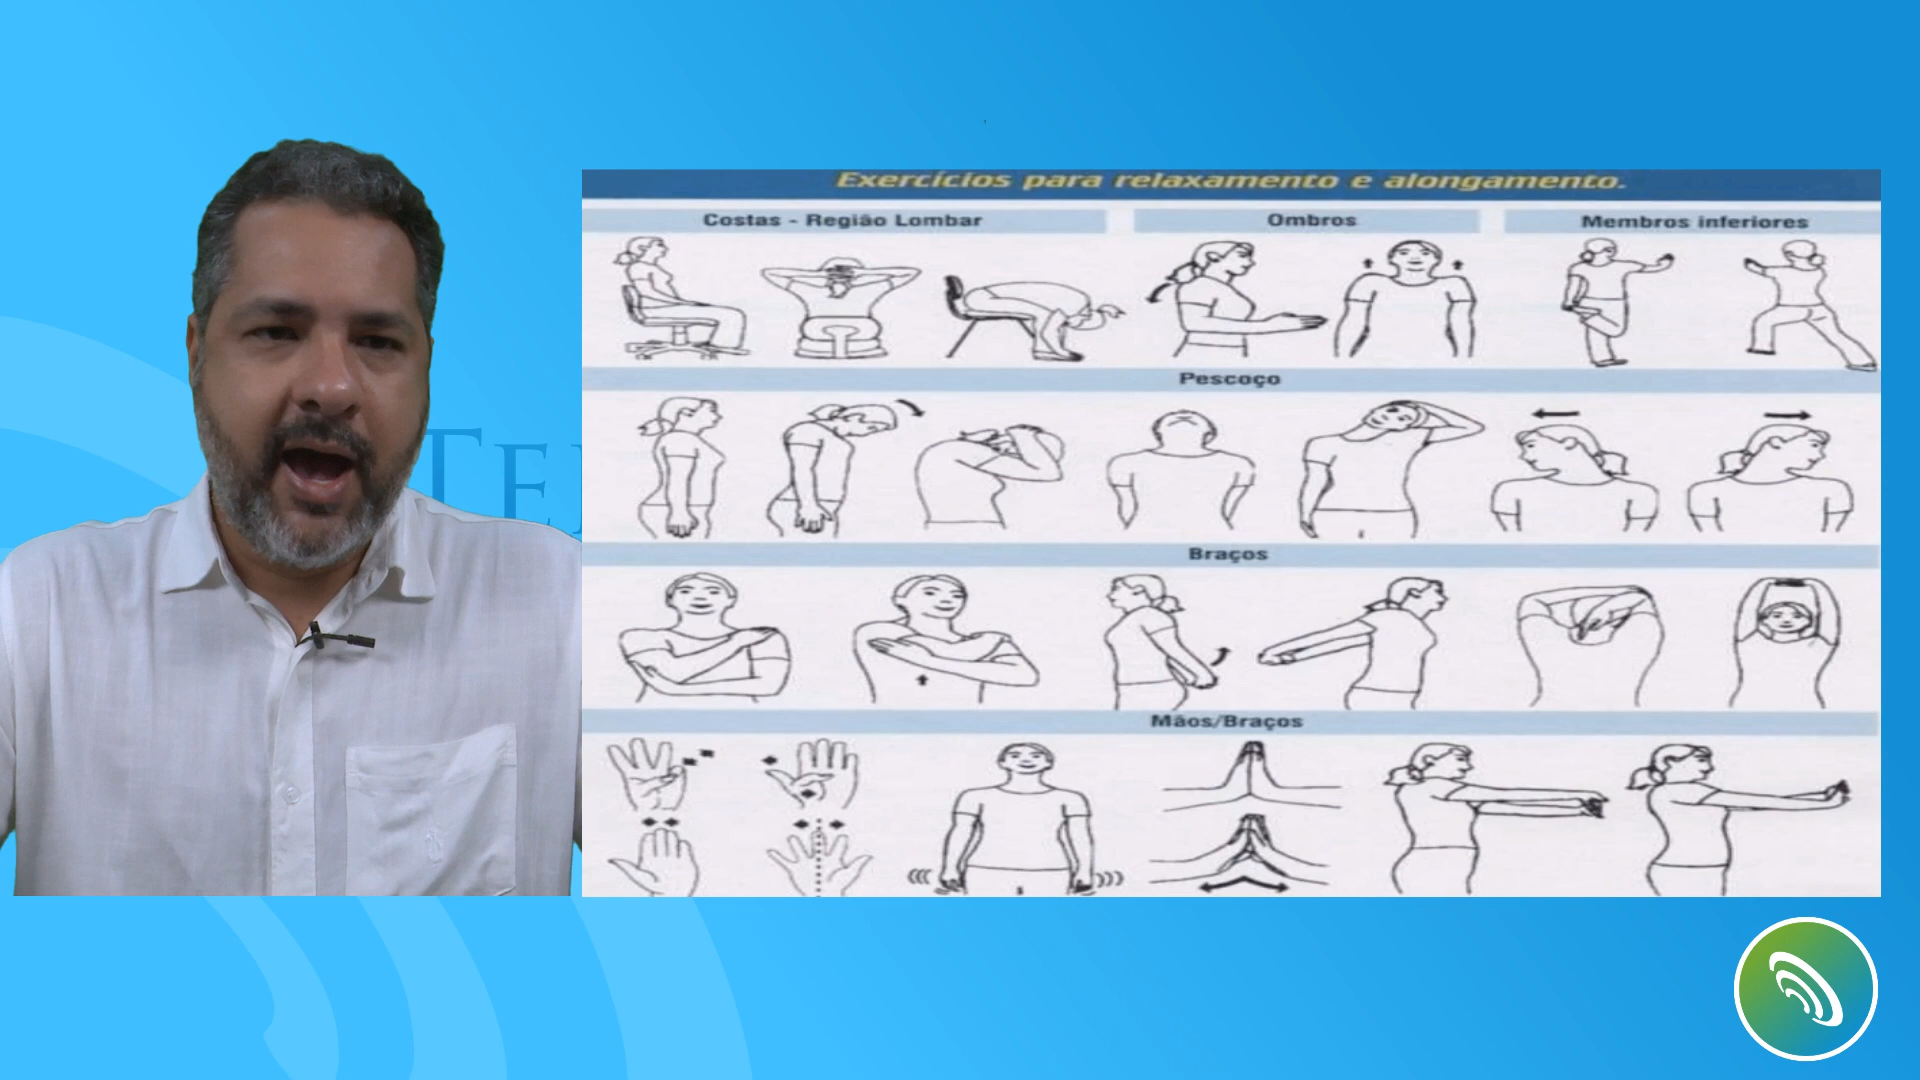 Exercícios para relaxamento e alongamento.
Costas - Região Lombar
Ombros
Membros inferiores
Pescoço
Braços
Mãos/Braços